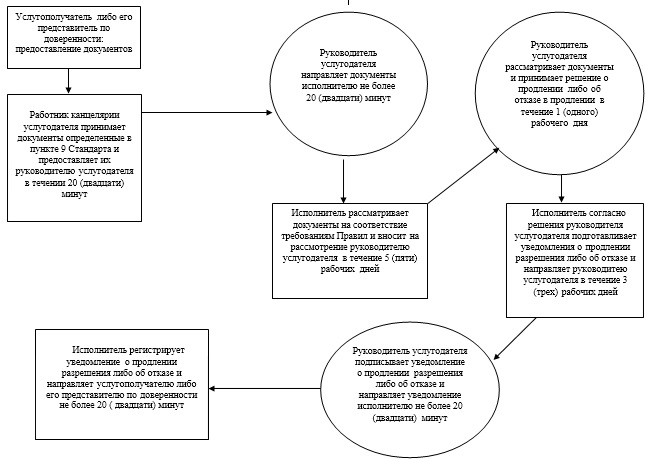 Услугополучатель либо его
представитель по
доверенности:
предоставление документов
Работник канцелярии
услугодателя принимает
документы определенные в
пункте 9 Стандарта и
предоставляет их
руководителю услугодателя
в течении 20 (двадцати)
минут
Руководитель
услугодателя
направляет документы
исполнителю не более
20 (двадцати) минут
Исполнитель рассматривает
документы на соответствие
требованиям Правил и вносит на
рассмотрение руководителю
услугодателя в течение 5 (пяти)
рабочих дней
Руководитель
услугодателя
рассматривает документы
и принимает решение о
продлении либо об
отказе в продлении в
течение 1 (одного)
рабочего дня
Исполнитель согласно
решения руководителя
услугодателя подготавливает
уведомления о продлении
разрешения либо об отказе и
направляет руководитею
услугодателя в течение 3
(трех) рабочих дней
Руководитель услугодателя
подписывает уведомление
о продлении разрешения
либо об отказе и
направляет уведомление
исполнителю не более 20
(двадцати) минут
Исполнитель регистрирует
уведомление о продлении
разрешения либо об отказе и
направляет услугополучателю либо
его представителю по доверенности
не более 20 ( двадцати) минут